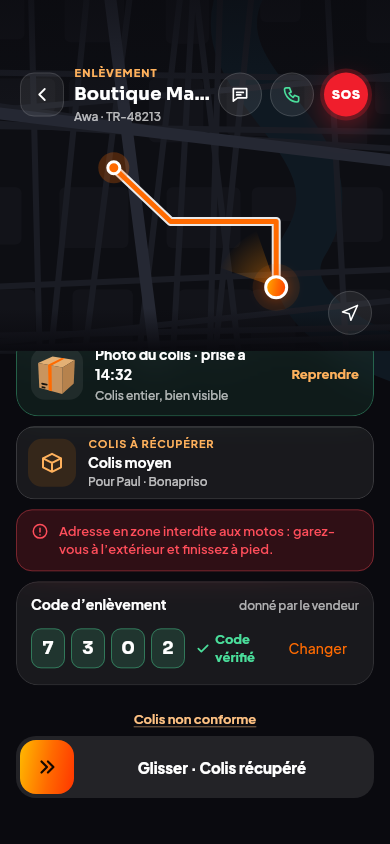 ENLÈVEMENT
Boutique Ma...
Awa · TR-48213
SOS
Photo du colis · prise à
14:32
Colis entier, bien visible
Reprendre
COLIS À RÉCUPÉRER
Colis moyen
Pour Paul · Bonapriso
Adresse en zone interdite aux motos : garez-
vous à l'extérieur et finissez à pied.
Code d'enlèvement
donné par le vendeur
7 3 0 2
Code
vérifié
Changer
Colis non conforme
Glisser · Colis récupéré